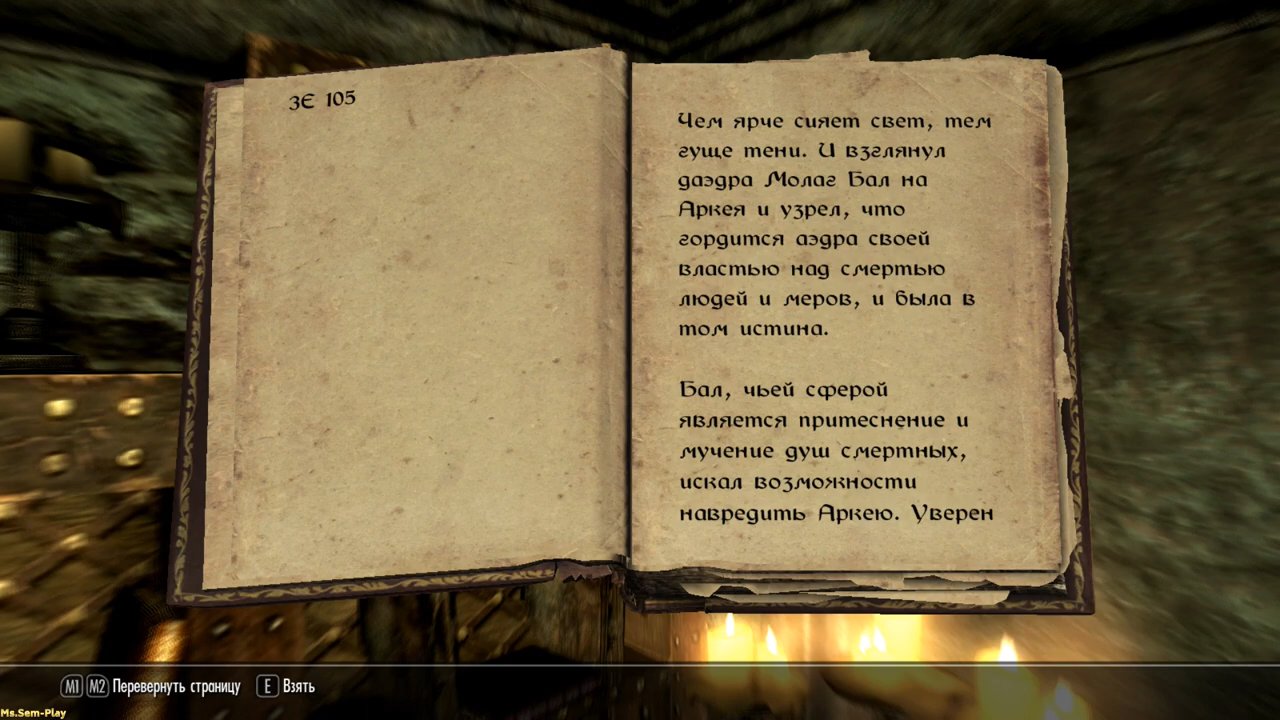 3Є 105
Чем ярче сияет свет, тем
гуще тени. И взглянул
даэдра Молаг Бал на
Аркея и узрел, что
гордится аэдра своей
властью над смертью
людей и меров, и была в
том истина.
Бал, чьей сферой
является притеснение и
мучение душ смертных,
искал возможности
навредить Аркею. Уверен
M1 M2 Перевернуть страницу E Взять
Ms.Sem-Play